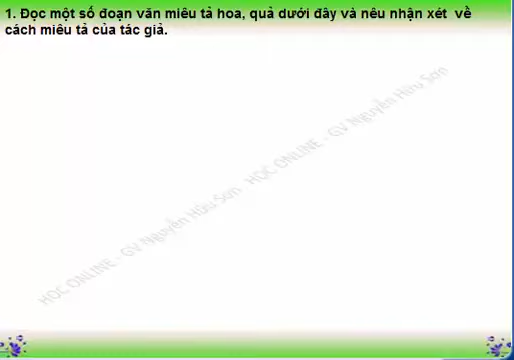 1. Đọc một số đoạn văn miêu tả hoa, quả dưới đây và nêu nhận xét về
cách miêu tả của tác giả.
HỌC ONLINE - GV Nguyễn Hữu Sơn - HỌC ONLINE - GV Nguyễn Hữu Sơn